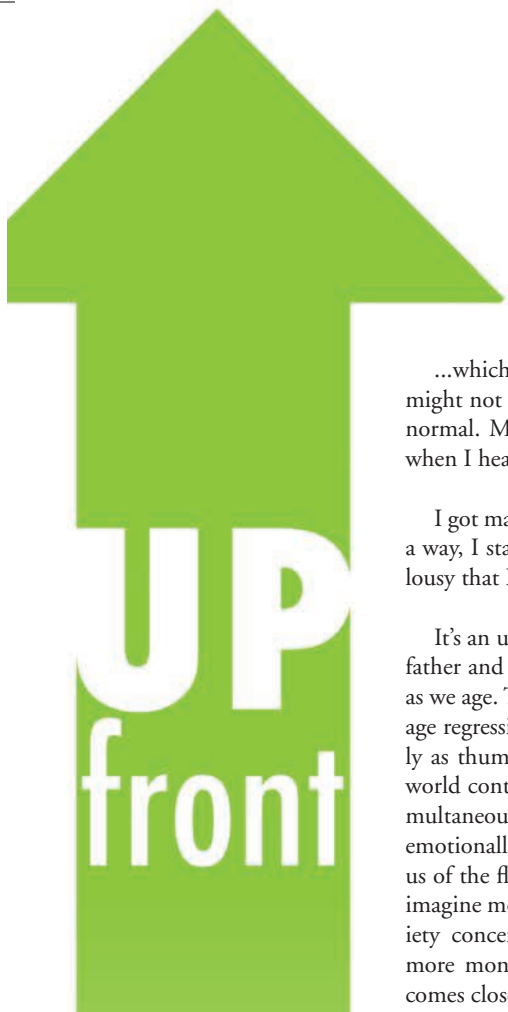 UP
front
...which
might not
normal. M
when I hea
I got ma
a way, I sta
lousy that I
It’s an u
father and
as we age. T
age regressi
ly as thum
world cont
multaneou
emotionall
us of the fl
imagine mo
iety conce
more mon
comes close